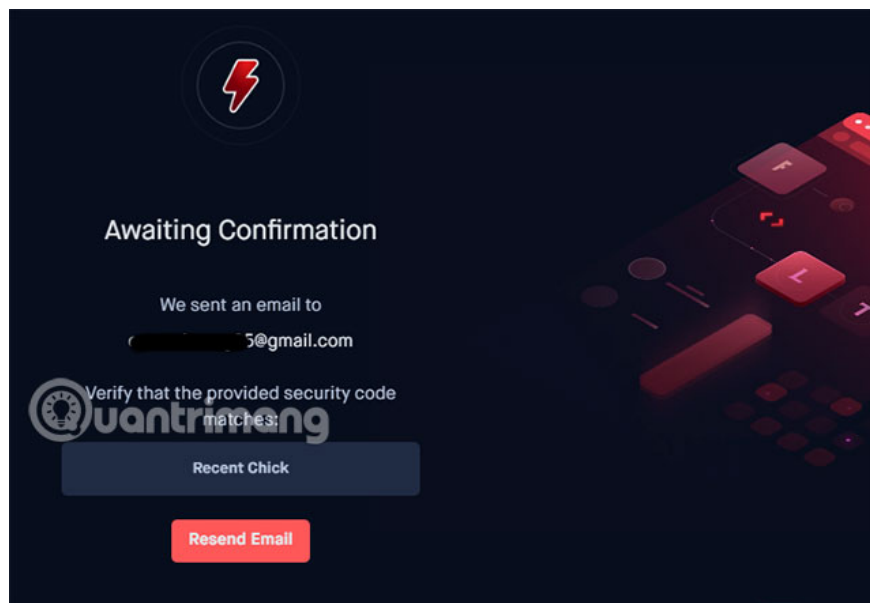 Awaiting Confirmation
We sent an email to
5@gmail.com
Verify that the provided security code
matches:
Quantrimang
Recent Chick
Resend Email
F
L